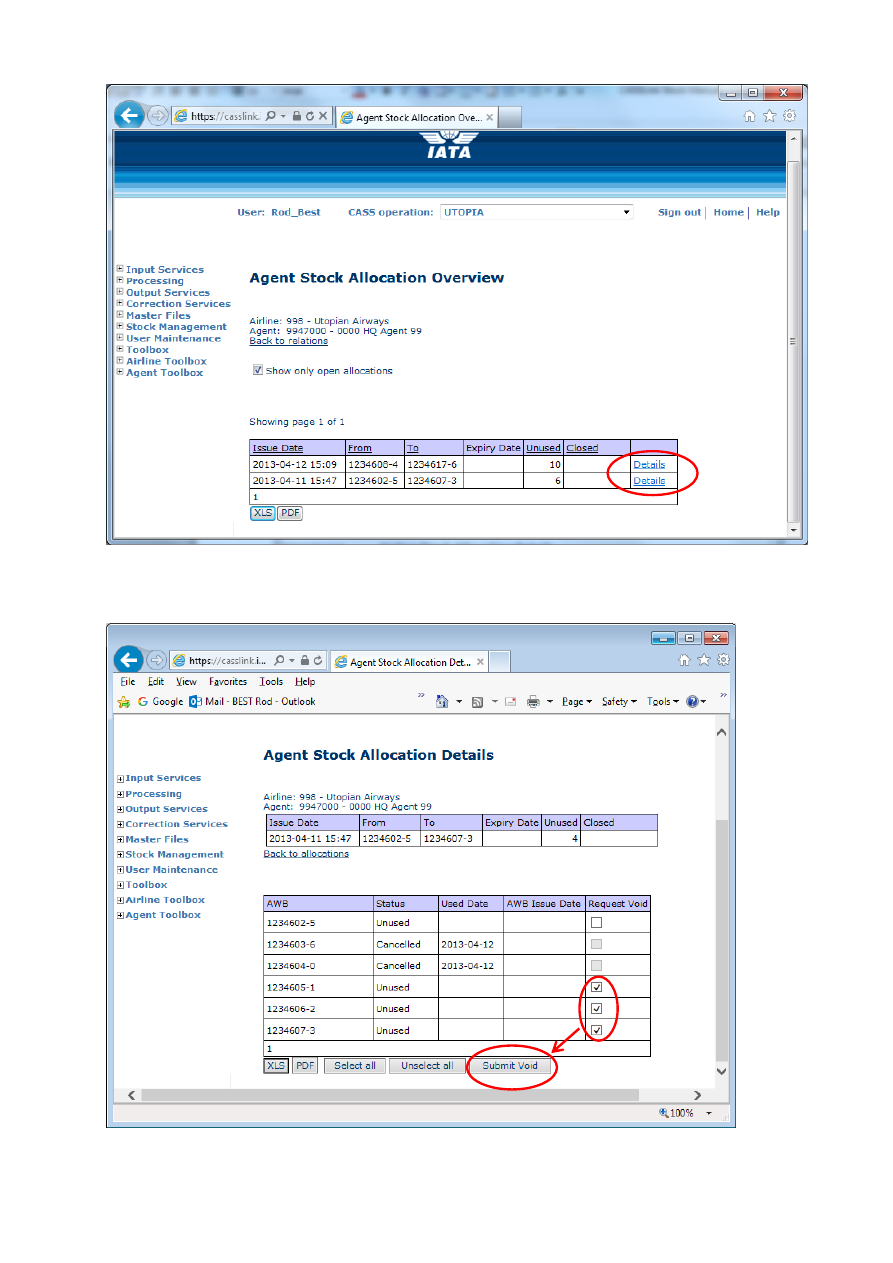 https://casslink.
Agent Stock Allocation Ove...
IATA
User: Rod_Best CASS operation: UTOPIA Sign out Home Help
Input Services
Processing
Output Services
Correction Services
Master Files
Stock Management
User Maintenance
Toolbox
Airline Toolbox
Agent Toolbox
Agent Stock Allocation Overview
Airline: 998 - Utopian Airways
Agent: 9947000 - 0000 HQ Agent 99
Back to relations
Show only open allocations
Showing page 1 of 1
Issue Date From To Expiry Date Unused Closed
2013-04-12 15:09 1234608-4 1234617-6 10 Details
2013-04-11 15:47 1234602-5 1234607-3 6 Details
1
XLS PDF
https://casslink.i...
Agent Stock Allocation Det...
File Edit View Favorites Tools Help
Google Mail - BEST Rod - Outlook Page Safety Tools
Input Services
Processing
Output Services
Correction Services
Master Files
Stock Management
User Maintenance
Toolbox
Airline Toolbox
Agent Toolbox
Agent Stock Allocation Details
Airline: 998 - Utopian Airways
Agent: 9947000 - 0000 HQ Agent 99
Issue Date From To Expiry Date Unused Closed
2013-04-11 15:47 1234602-5 1234607-3 4
Back to allocations
AWB Status Used Date AWB Issue Date Request Void
1234602-5 Unused
1234603-6 Cancelled 2013-04-12
1234604-0 Cancelled 2013-04-12
1234605-1 Unused
1234606-2 Unused
1234607-3 Unused
1
XLS PDF Select all Unselect all Submit Void
100%